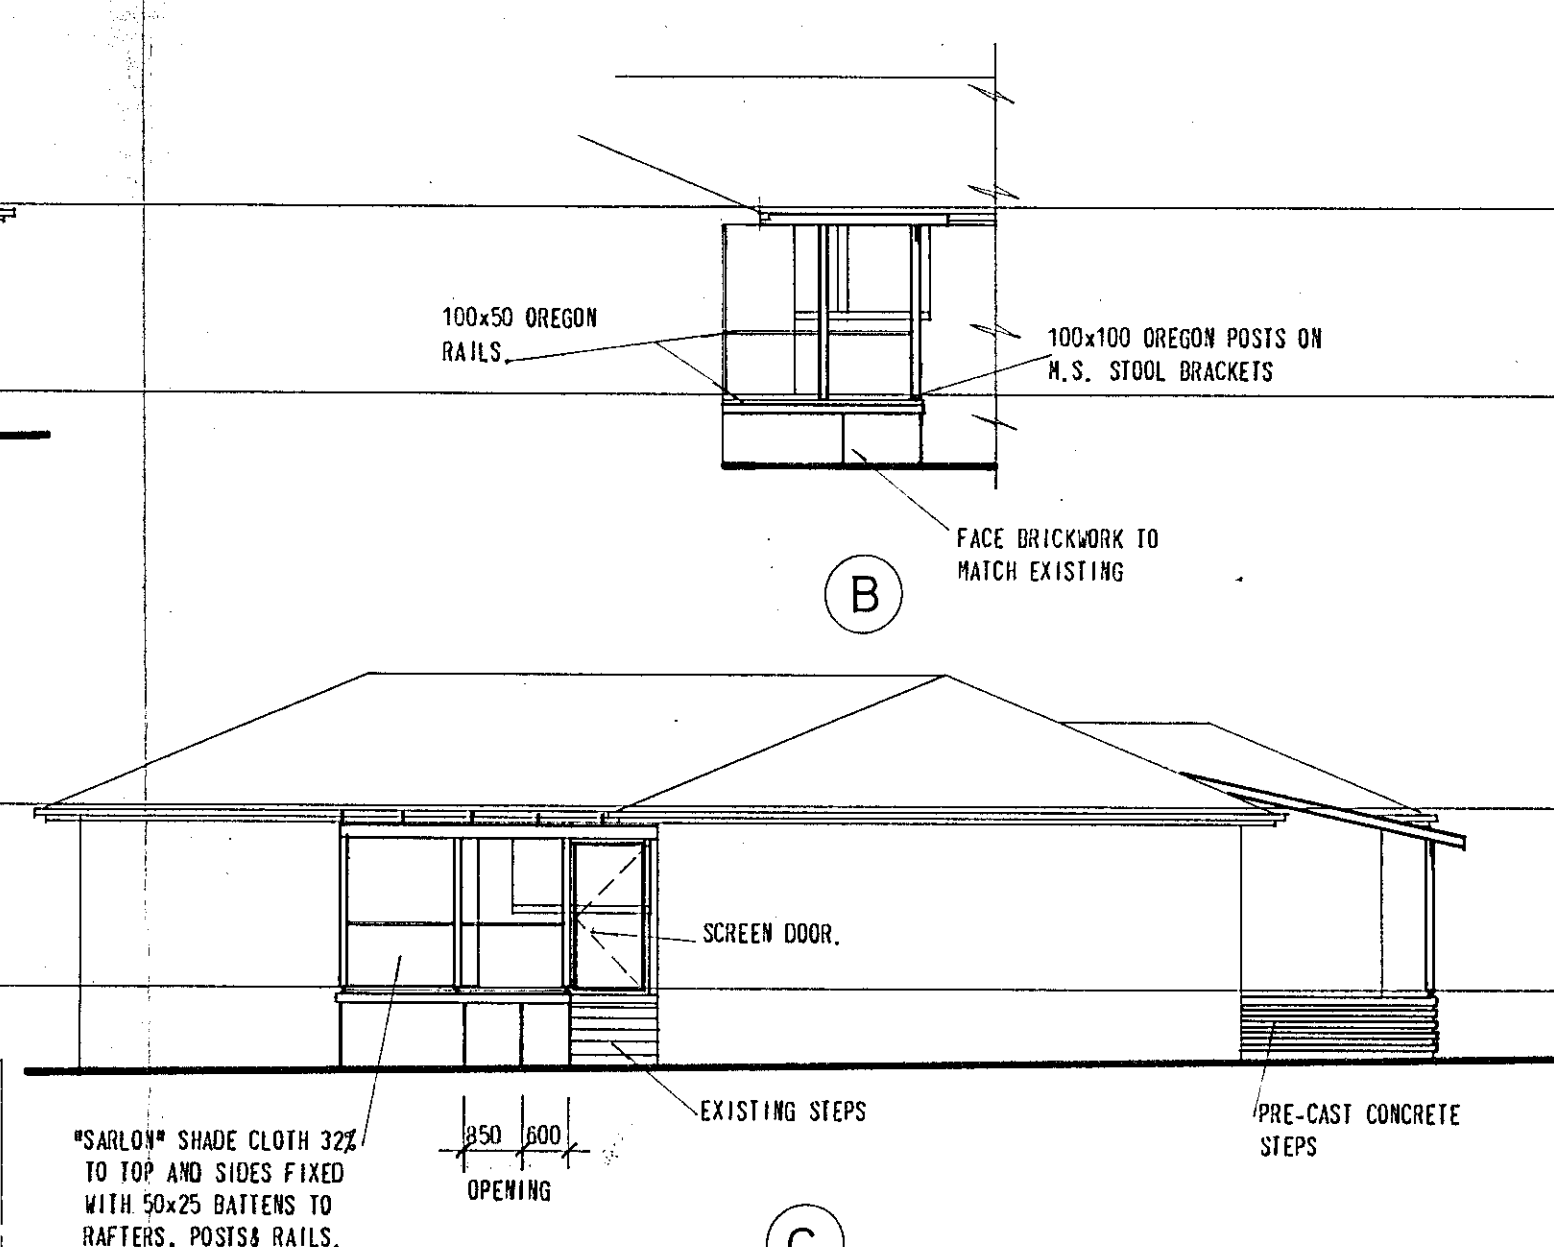 100x50 OREGON
RAILS.
100x100 OREGON POSTS ON
M.S. STOOL BRACKETS
FACE BRICKWORK TO
MATCH EXISTING
B
SCREEN DOOR.
EXISTING STEPS
PRE-CAST CONCRETE
STEPS
"SARLON" SHADE CLOTH 32%
TO TOP AND SIDES FIXED
WITH 50x25 BATTENS TO
RAFTERS, POSTS& RAILS.
850 600
OPENING
C